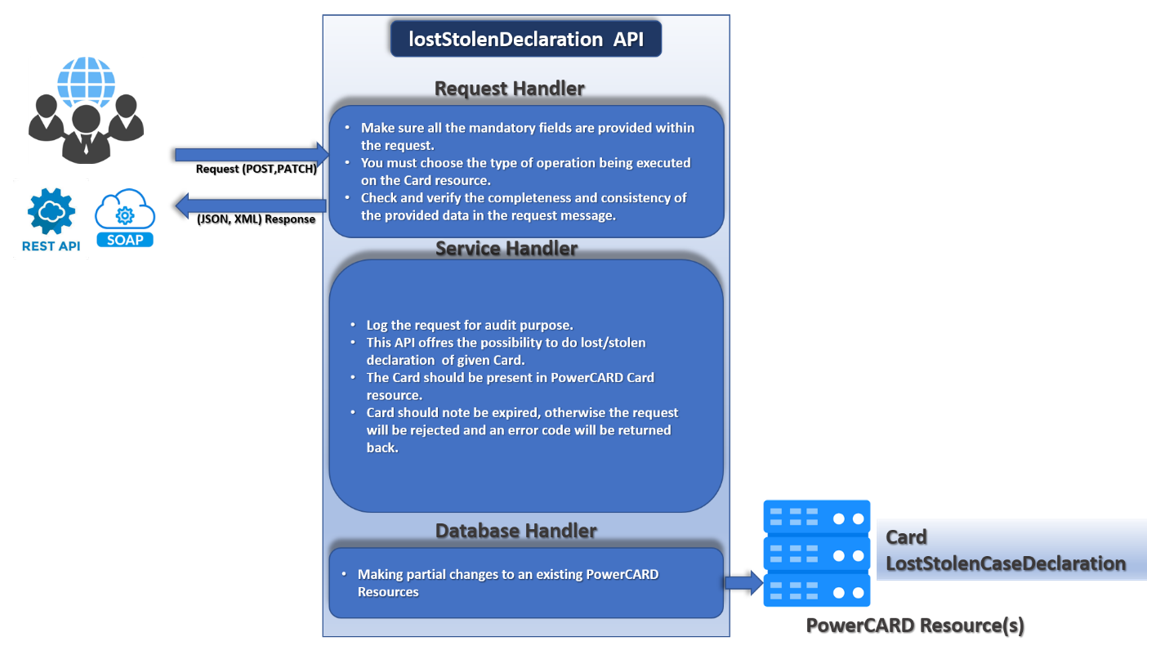 lostStolenDeclaration API
Request Handler
• Make sure all the mandatory fields are provided within
the request.
• You must choose the type of operation being executed
on the Card resource.
• Check and verify the completeness and consistency of
the provided data in the request message.
Request (POST,PATCH)
(JSON, XML) Response
REST API
SOAP
Service Handler
• Log the request for audit purpose.
• This API offres the possibility to do lost/stolen
declaration of given Card.
• The Card should be present in PowerCARD Card
resource.
• Card should note be expired, otherwise the request
will be rejected and an error code will be returned
back.
Database Handler
• Making partial changes to an existing PowerCARD
Resources
Card
LostStolenCaseDeclaration
PowerCARD Resource(s)